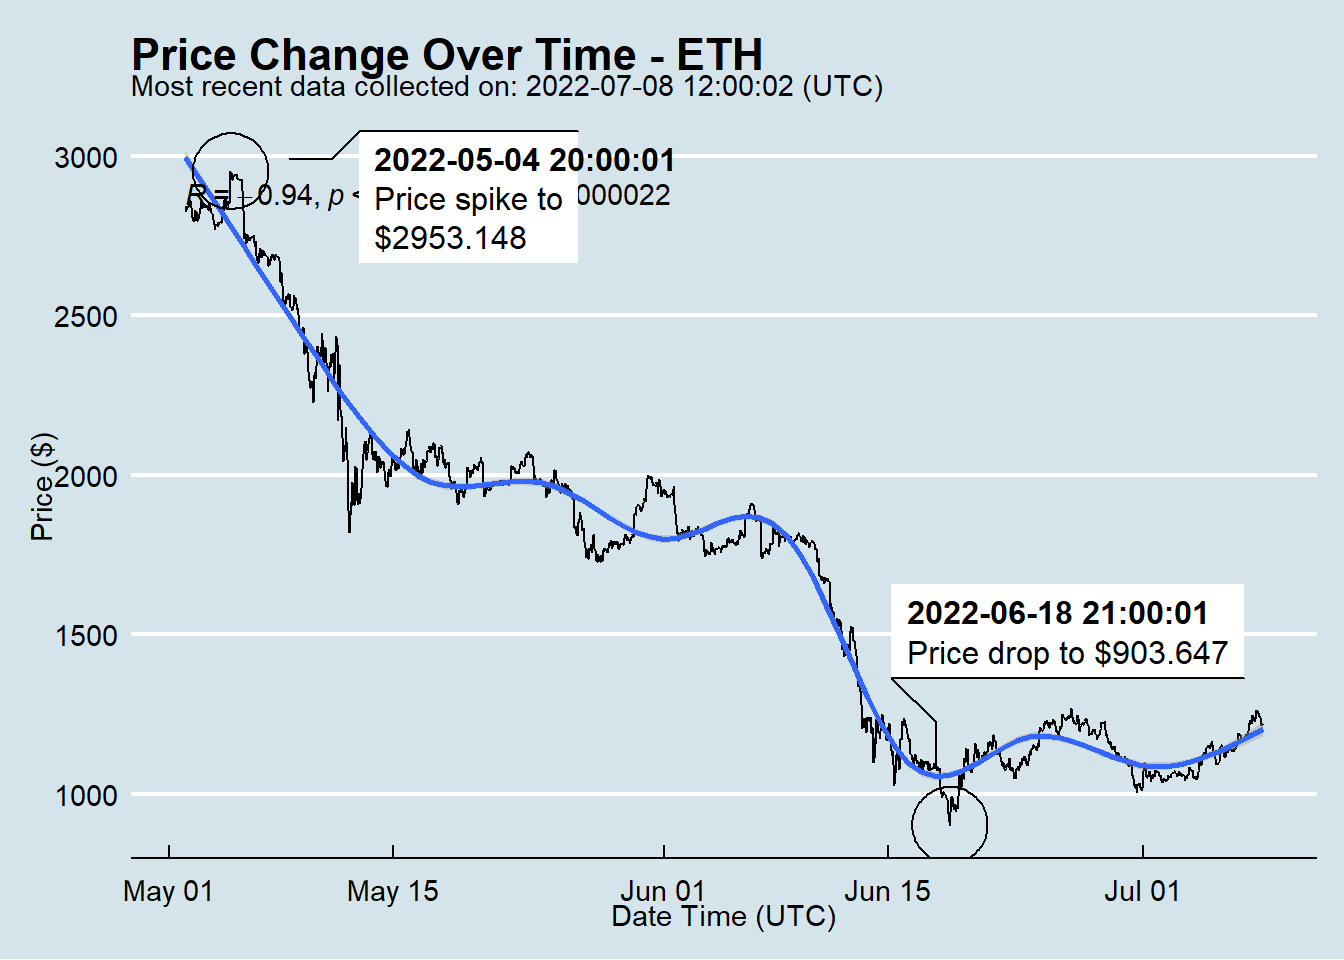 Price Change Over Time - ETH
Most recent data collected on: 2022-07-08 12:00:02 (UTC)
3000
2500
2000
1500
1000
Price ($)
R = −0.94, p <
000022
2022-05-04 20:00:01
Price spike to
$2953.148
2022-06-18 21:00:01
Price drop to $903.647
May 01
May 15
Jun 01
Jun 15
Jul 01
Date Time (UTC)